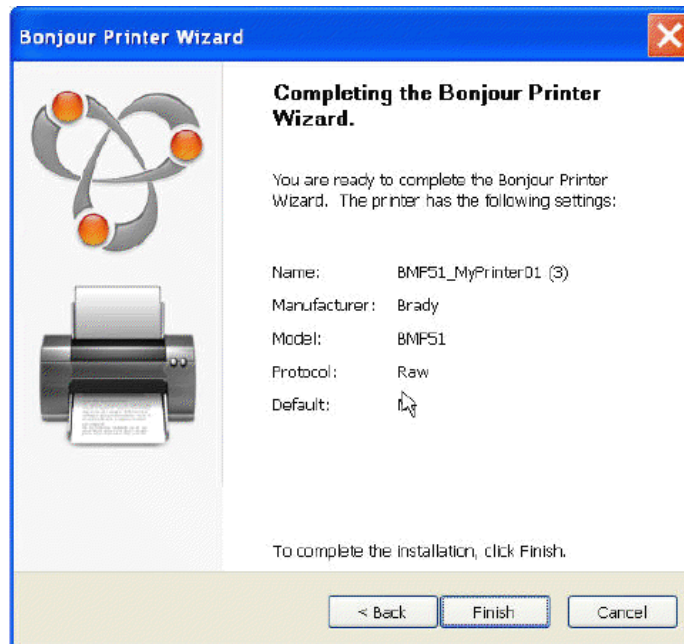 Bonjour Printer Wizard
Completing the Bonjour Printer
Wizard.
You are ready to complete the Bonjour Printer
Wizard. The printer has the following settings:
Name: BMP51_MyPrinter01 (3)
Manufacturer: Brady
Model: BMP51
Protocol: Raw
Default:
To complete the installation, click Finish.
< Back Finish Cancel